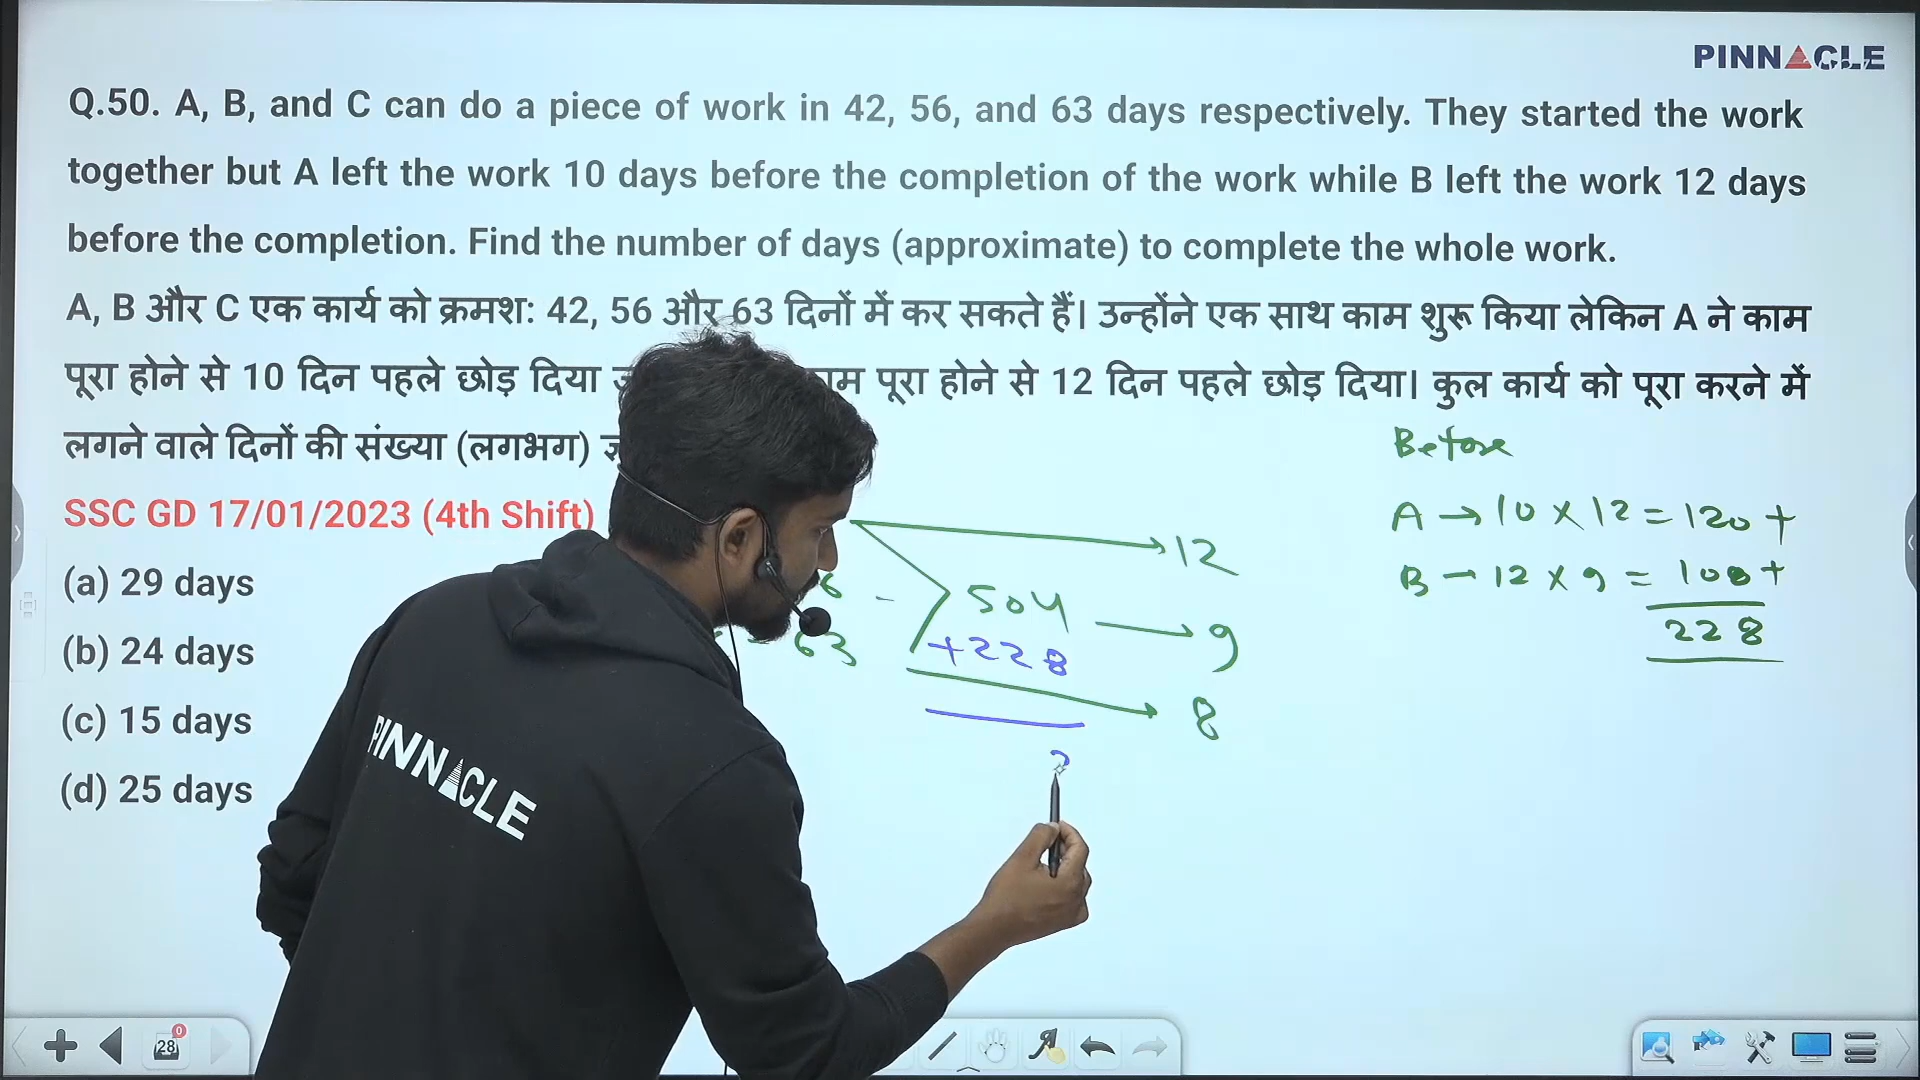 PINNACLE
Q.50. A, B, and C can do a piece of work in 42, 56, and 63 days respectively. They started the work
together but A left the work 10 days before the completion of the work while B left the work 12 days
before the completion. Find the number of days (approximate) to complete the whole work.
A, B और C एक कार्य को क्रमश: 42, 56 और 63 दिनों में कर सकते हैं। उन्होंने एक साथ काम शुरू किया लेकिन A ने काम
पूरा होने से 10 दिन पहले छोड़ दिया पूरा होने से 12 दिन पहले छोड़ दिया। कुल कार्य को पूरा करने में
लगने वाले दिनों की संख्या (लगभग)
SSC GD 17/01/2023 (4th Shift)
(a) 29 days
(b) 24 days
(c) 15 days
(d) 25 days
Before
A → 10 × 12 = 120 +
B — 12 × 9 = 108 +
228
12
6 – 504 9
63 +228
8
PINNACLE
28
0